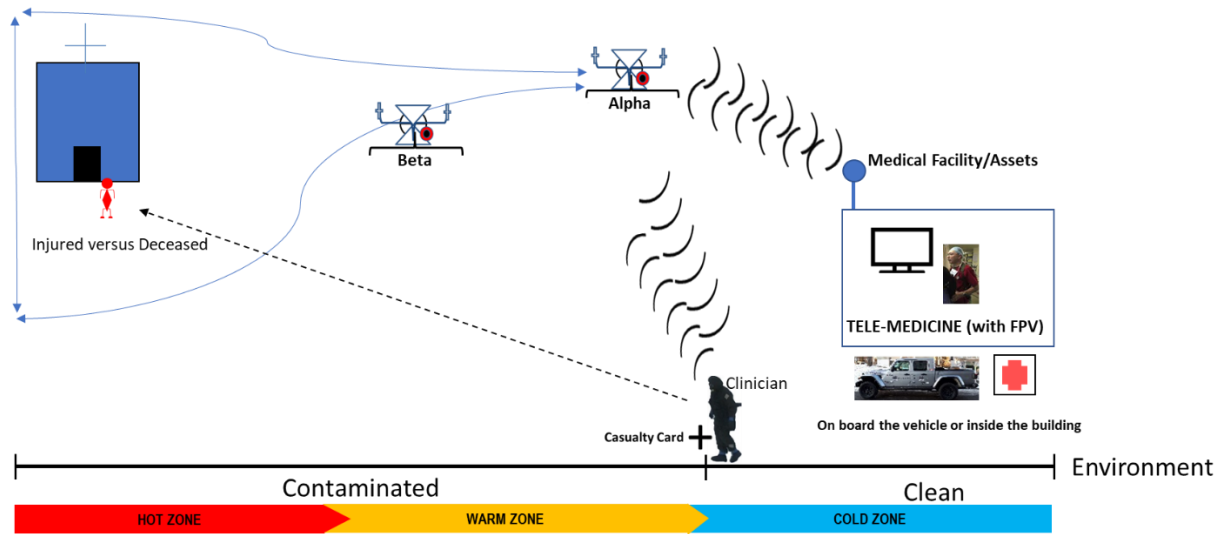 Alpha
Beta
Medical Facility/Assets
Injured versus Deceased
TELE-MEDICINE (with FPV)
Clinician
On board the vehicle or inside the building
Casualty Card
Environment
Contaminated
Clean
HOT ZONE
WARM ZONE
COLD ZONE